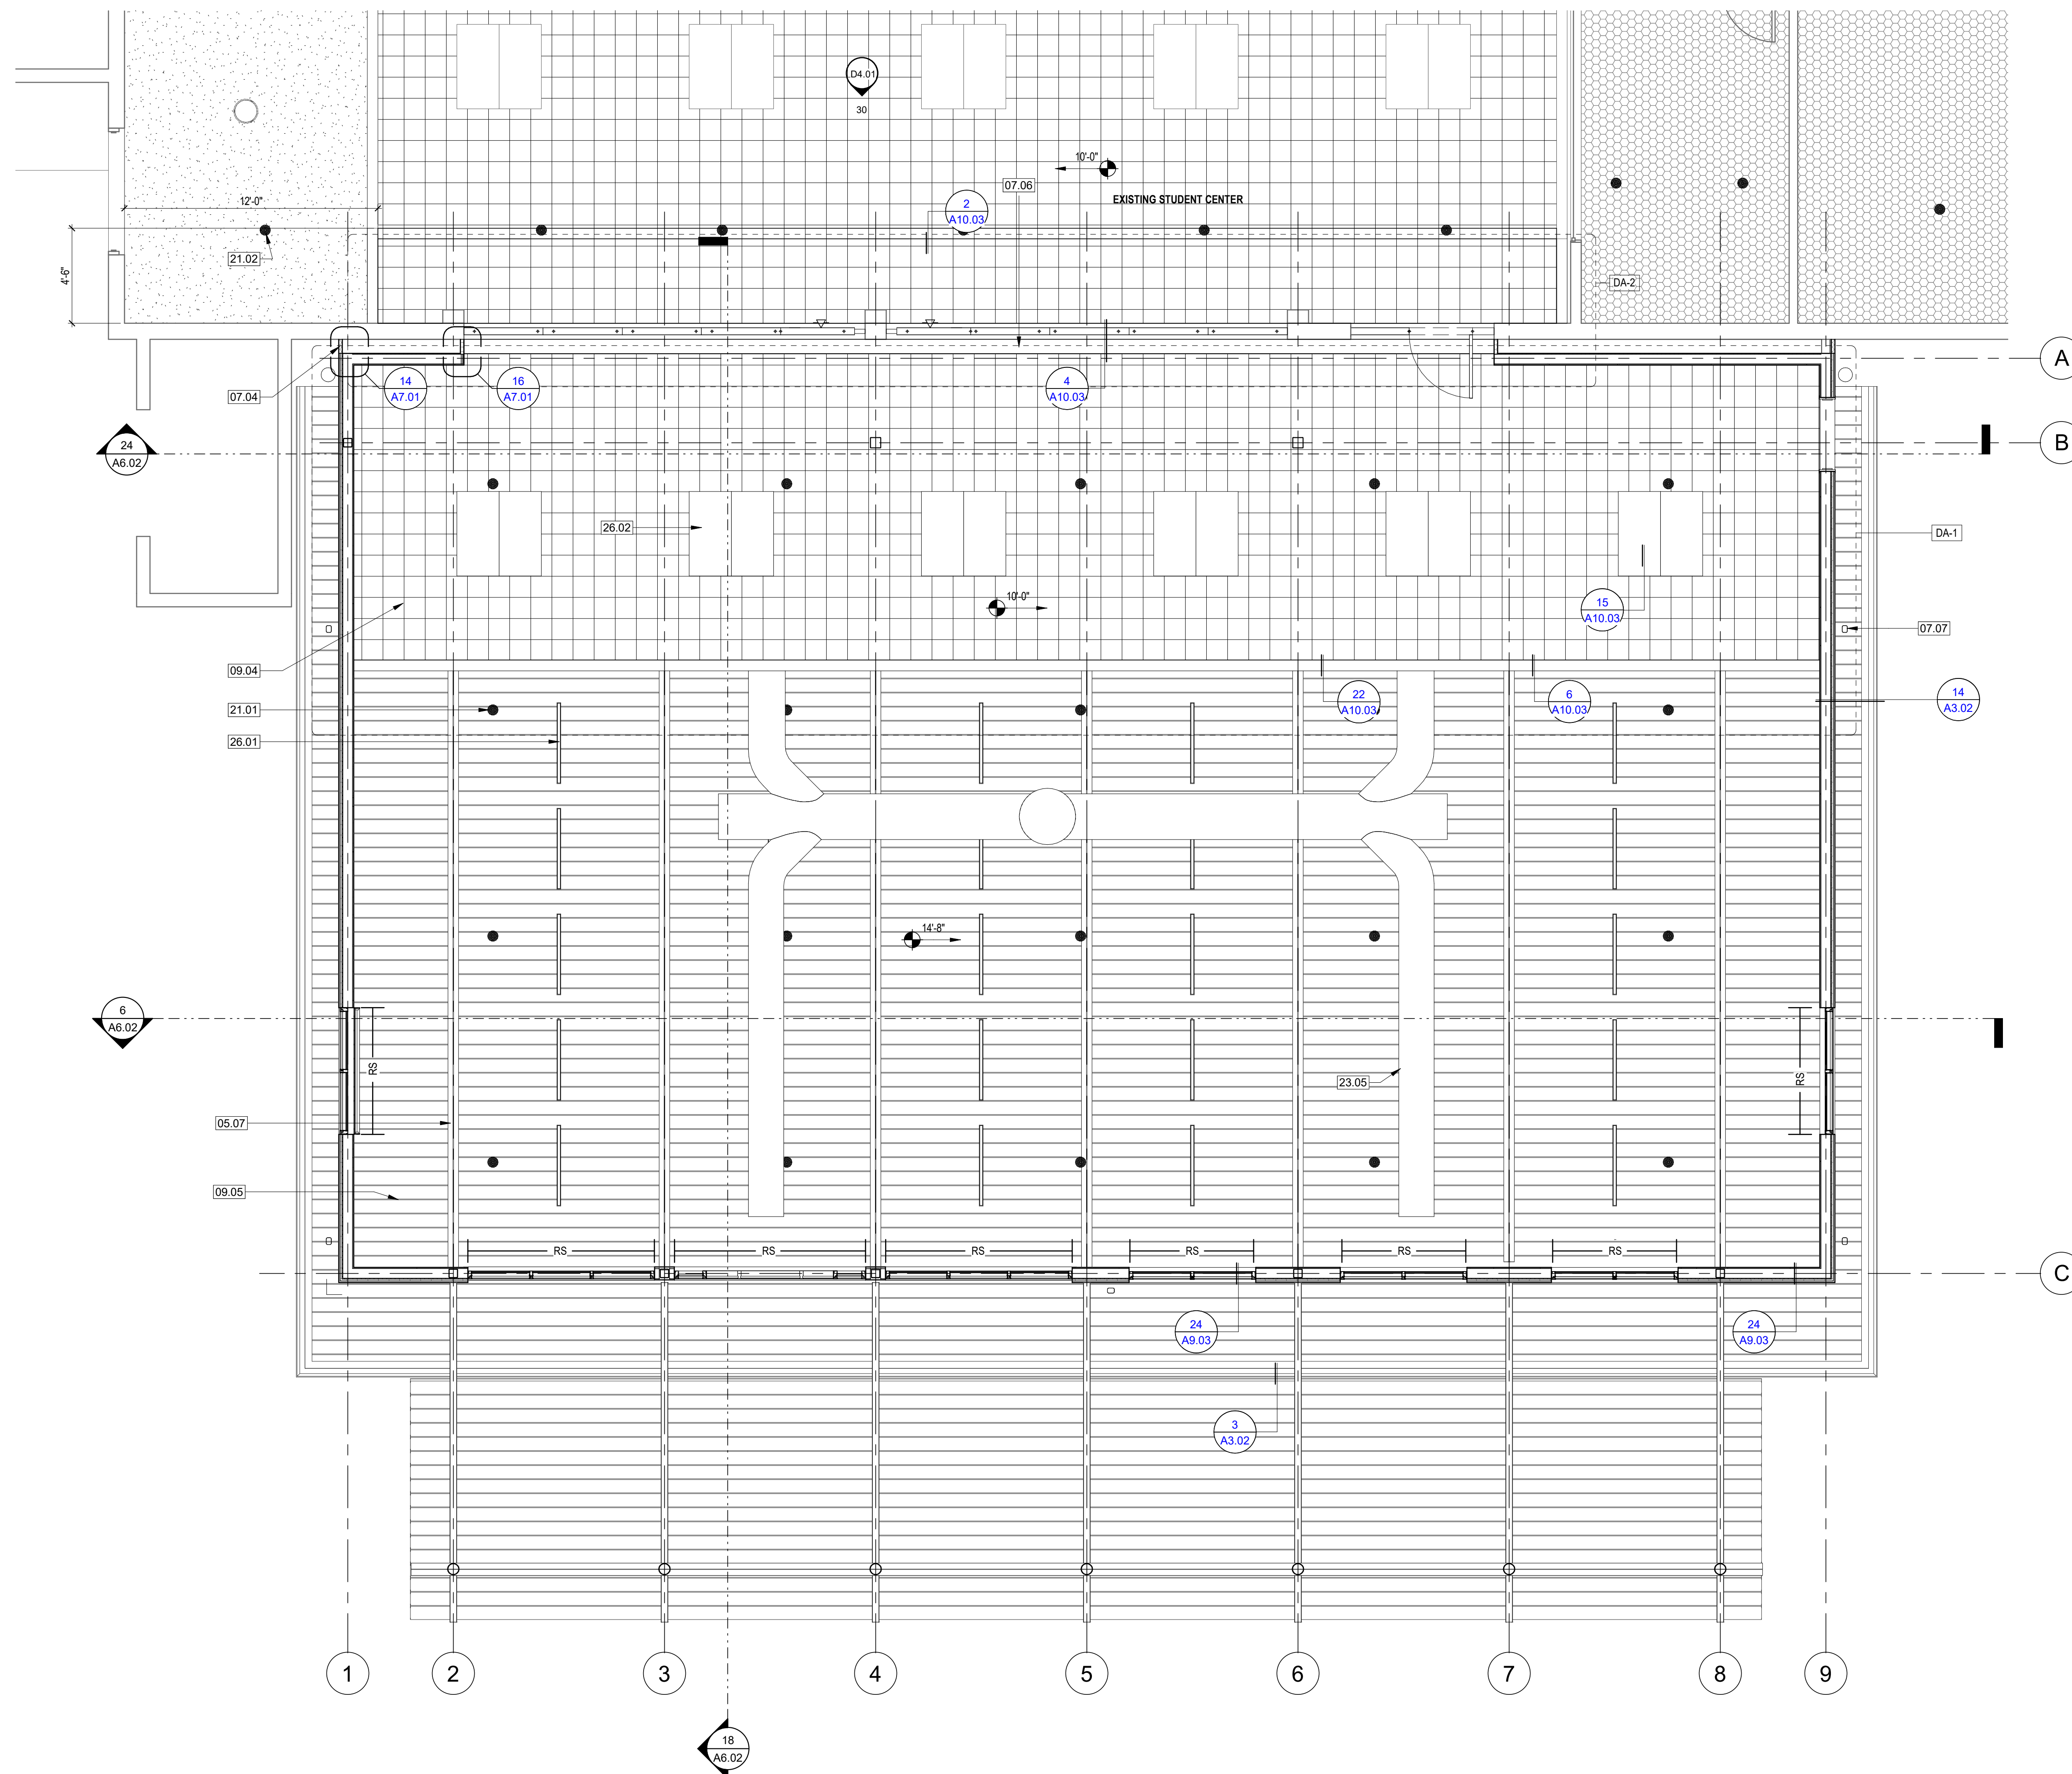 D4.01
30
10'-0"
07.06
12'-0"
2
A10.03
EXISTING STUDENT CENTER
21.02
4'-6"
DA-2
A
14
A7.01
16
A7.01
4
A10.03
07.04
24
A6.02
B
26.02
DA-1
10'-0"
15
A10.03
07.07
09.04
22
A10.03
6
A10.03
14
A3.02
21.01
26.01
14'-8"
6
A6.02
RS
RS
23.05
05.07
09.05
RS
RS
RS
RS
RS
RS
C
24
A9.03
24
A9.03
3
A3.02
1
2
3
4
5
6
7
8
9
18
A6.02